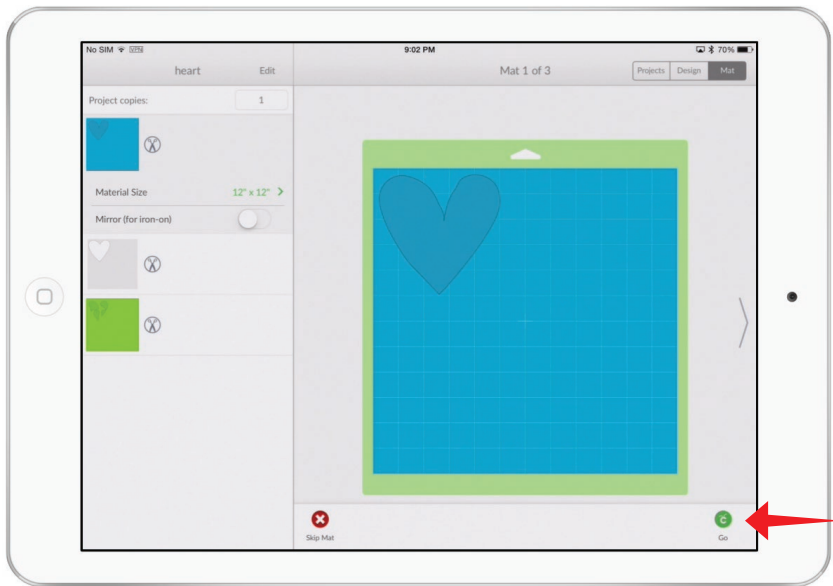 No SIM
9:02 PM
70%
heart
Edit
Mat 1 of 3
Projects
Design
Mat
Project copies:
1
Material Size
12" x 12"
Mirror (for iron-on)
Skip Mat
Go